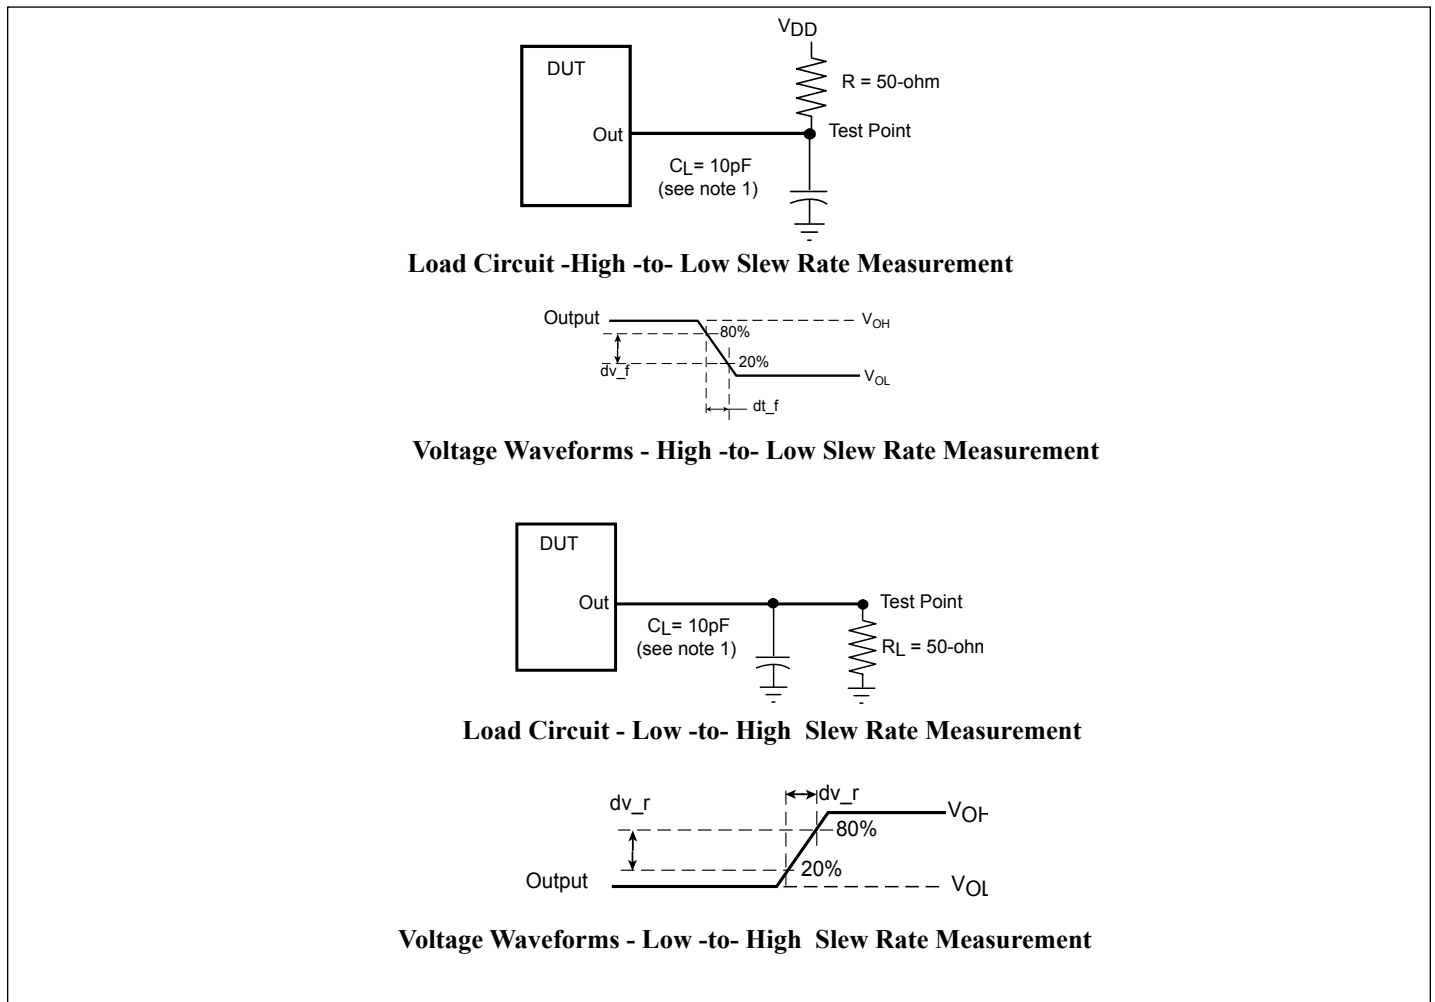 VDD
DUT
R = 50-ohm
Out
Test Point
CL= 10pF
(see note 1)
Load Circuit -High -to- Low Slew Rate Measurement
Output
VOH
80%
20%
dv_f
VOL
dt_f
Voltage Waveforms - High -to- Low Slew Rate Measurement
DUT
Out
Test Point
CL= 10pF
(see note 1)
RL = 50-ohn
Load Circuit - Low -to- High Slew Rate Measurement
dv_r
dv_r
VOH
80%
20%
Output
VOL
Voltage Waveforms - Low -to- High Slew Rate Measurement